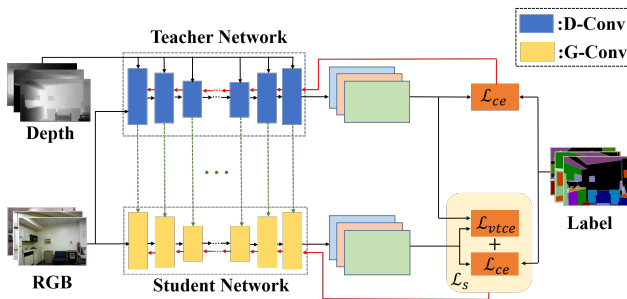 Teacher Network
:D-Conv
:G-Conv
Depth
ℒce
ℒvtce
+
ℒce
ℒs
Label
RGB
Student Network